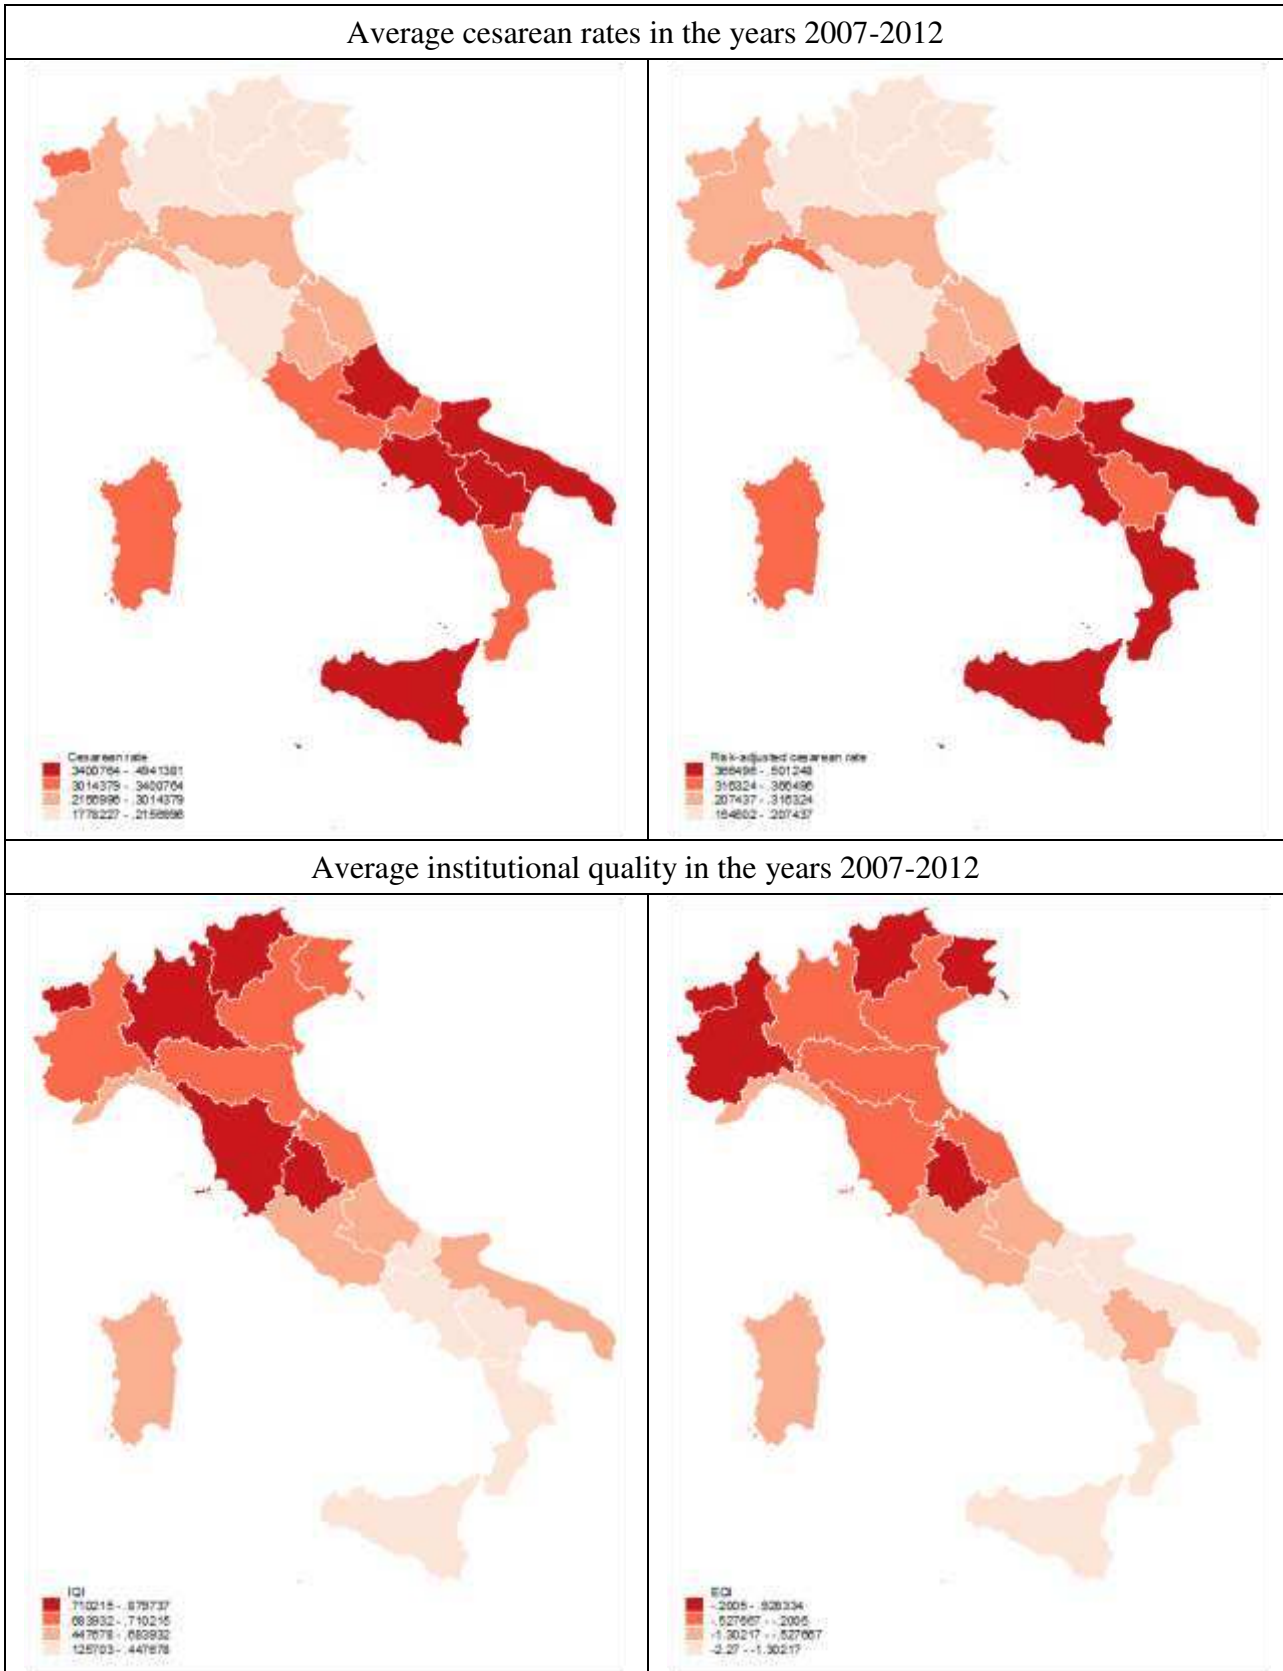 Average cesarean rates in the years 2007-2012
Cesarean rate
.3400764 - .4941381
.3014379 - .3400764
.2156996 - .3014379
.1778227 - .2156996
Risk-adjusted cesarean rate
.366496 - .501248
.316324 - .366496
.207437 - .316324
.154602 - .207437
Average institutional quality in the years 2007-2012
IQI
.710215 - .879737
.683932 - .710215
.447678 - .683932
.125703 - .447678
EQI
-.2005 - .926334
-.527667 - -.2005
-1.30217 - -.527667
-2.27 - -1.30217